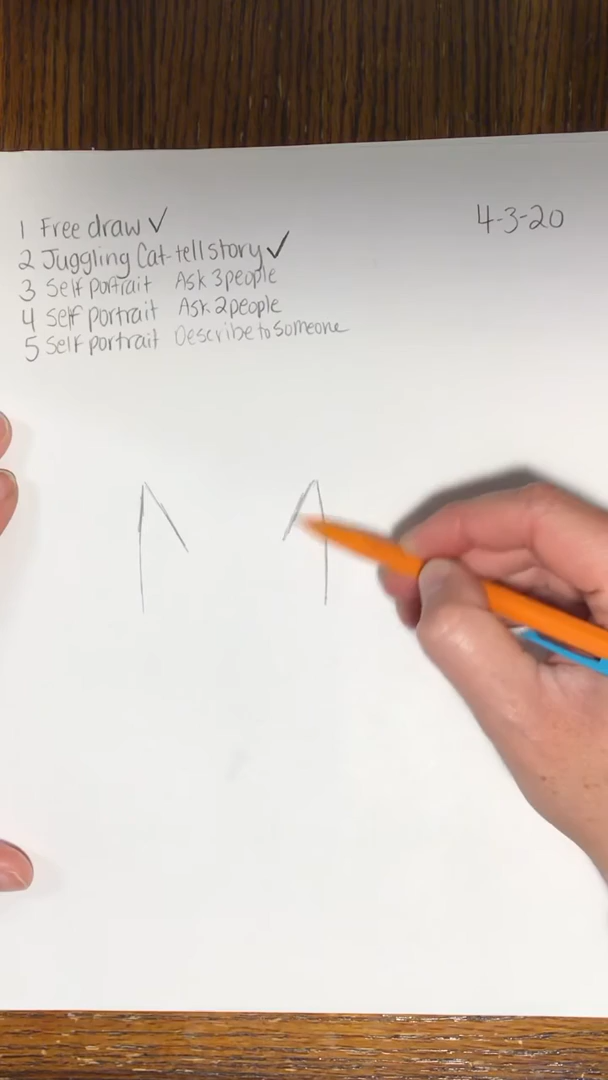 4-3-20
1 Free draw ✓
2 Juggling Cat-tell story ✓
3 Self portrait Ask 3 people
4 self portrait Ask 2 people
5 Self portrait Describe to someone